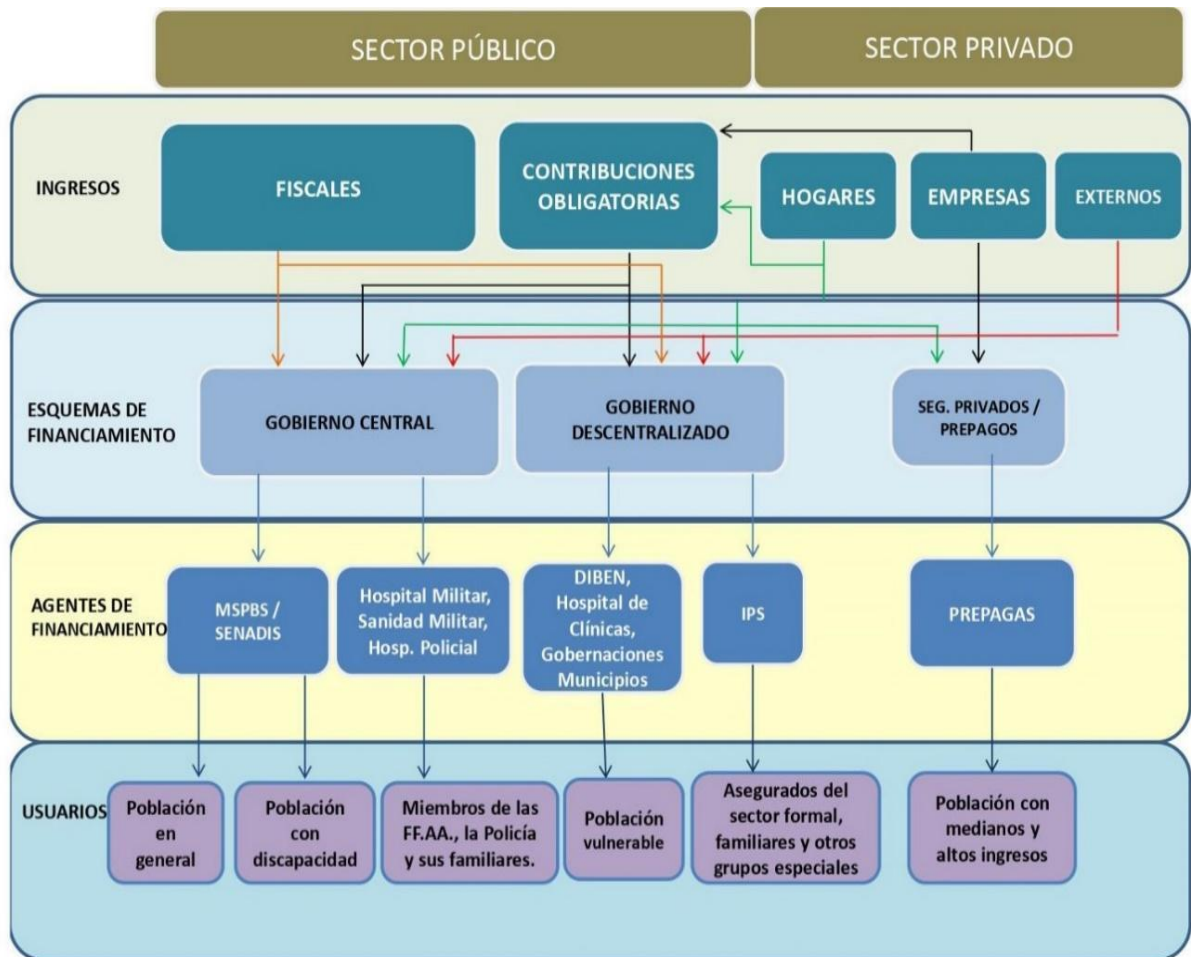 SECTOR PÚBLICO
SECTOR PRIVADO
INGRESOS
FISCALES
CONTRIBUCIONES
OBLIGATORIAS
HOGARES
EMPRESAS
EXTERNOS
ESQUEMAS DE
FINANCIAMIENTO
GOBIERNO CENTRAL
GOBIERNO
DESCENTRALIZADO
SEG. PRIVADOS /
PREPAGOS
AGENTES DE
FINANCIAMIENTO
MSPBS /
SENADIS
Hospital Militar,
Sanidad Militar,
Hosp. Policial
DIBEN,
Hospital de
Clínicas,
Gobernaciones
Municipios
IPS
PREPAGAS
USUARIOS
Población
en
general
Población
con
discapacidad
Miembros de las
FF.AA., la Policía
y sus familiares.
Población
vulnerable
Asegurados del
sector formal,
familiares y otros
grupos especiales
Población con
medianos y
altos ingresos